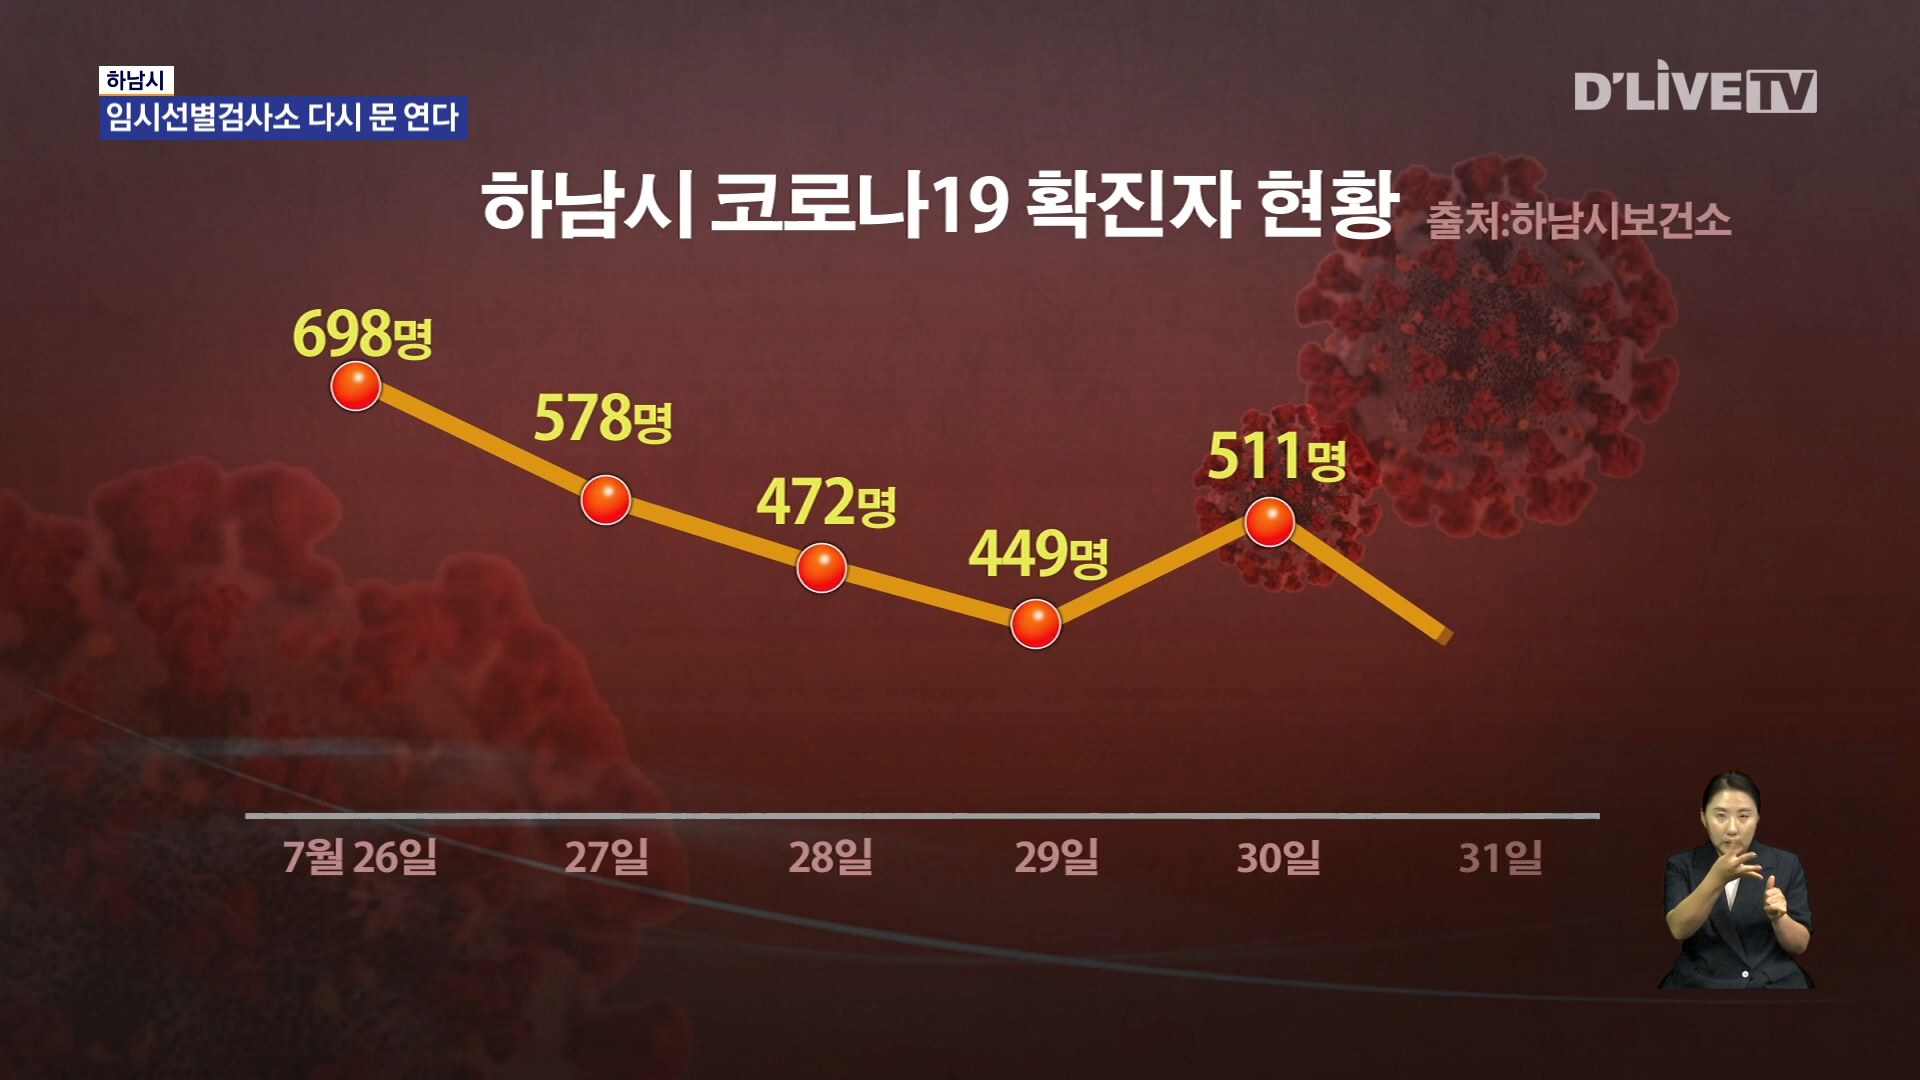 하남시
임시선별검사소 다시 문 연다
D'LIVE TV
하남시 코로나19 확진자 현황 출처:하남시보건소
698명
578명
472명
449명
511명
7월 26일 27일 28일 29일 30일 31일